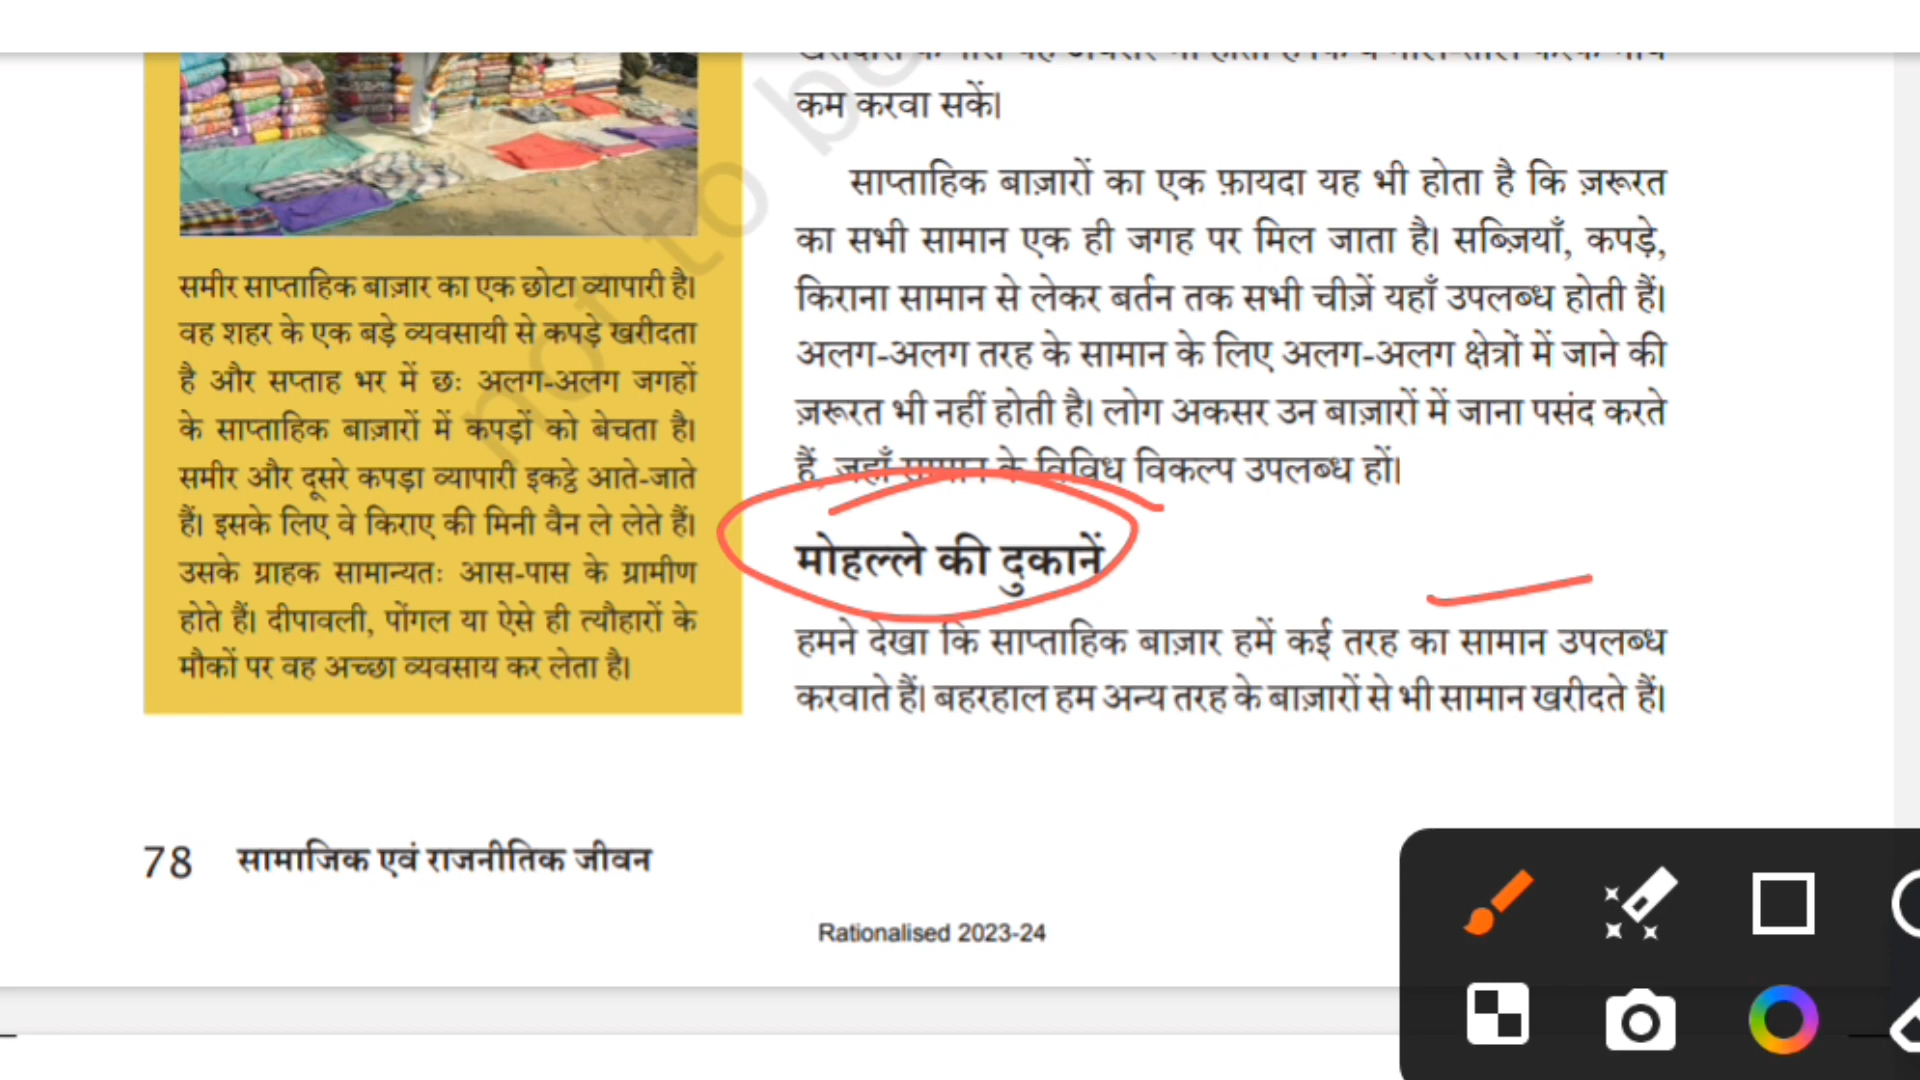 समीर साप्ताहिक बाज़ार का एक छोटा व्यापारी है।
वह शहर के एक बड़े व्यवसायी से कपड़े खरीदता
है और सप्ताह भर में छः अलग-अलग जगहों
के साप्ताहिक बाज़ारों में कपड़ों को बेचता है।
समीर और दूसरे कपड़ा व्यापारी इकट्ठे आते-जाते
हैं। इसके लिए वे किराए की मिनी वैन ले लेते हैं।
उसके ग्राहक सामान्यतः आस-पास के ग्रामीण
होते हैं। दीपावली, पोंगल या ऐसे ही त्यौहारों के
मौकों पर वह अच्छा व्यवसाय कर लेता है।
कम करवा सकें।
साप्ताहिक बाज़ारों का एक फ़ायदा यह भी होता है कि ज़रूरत
का सभी सामान एक ही जगह पर मिल जाता है। सब्ज़ियाँ, कपड़े,
किराना सामान से लेकर बर्तन तक सभी चीज़ें यहाँ उपलब्ध होती हैं।
अलग-अलग तरह के सामान के लिए अलग-अलग क्षेत्रों में जाने की
ज़रूरत भी नहीं होती है। लोग अकसर उन बाज़ारों में जाना पसंद करते
हैं, जहाँ सामान के विविध विकल्प उपलब्ध हों।
मोहल्ले की दुकानें
हमने देखा कि साप्ताहिक बाज़ार हमें कई तरह का सामान उपलब्ध
करवाते हैं। बहरहाल हम अन्य तरह के बाज़ारों से भी सामान खरीदते हैं।
not to be
78 सामाजिक एवं राजनीतिक जीवन
Rationalised 2023-24